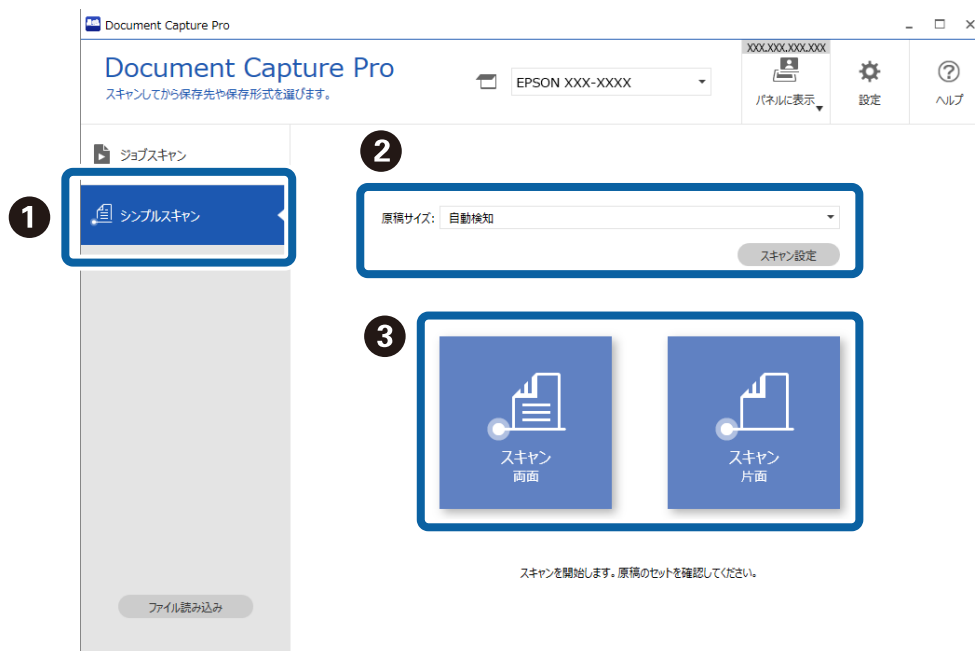 Document Capture Pro
Document Capture Pro
スキャンしてから保存先や保存形式を選びます。
EPSON XXX-XXXX
XXX.XXX.XXX.XXX
パネルに表示
設定
ヘルプ
ジョブスキャン
1
シンプルスキャン
2
原稿サイズ: 自動検知
スキャン設定
3
スキャン
両面
スキャン
片面
スキャンを開始します。原稿のセットを確認してください。
ファイル読み込み